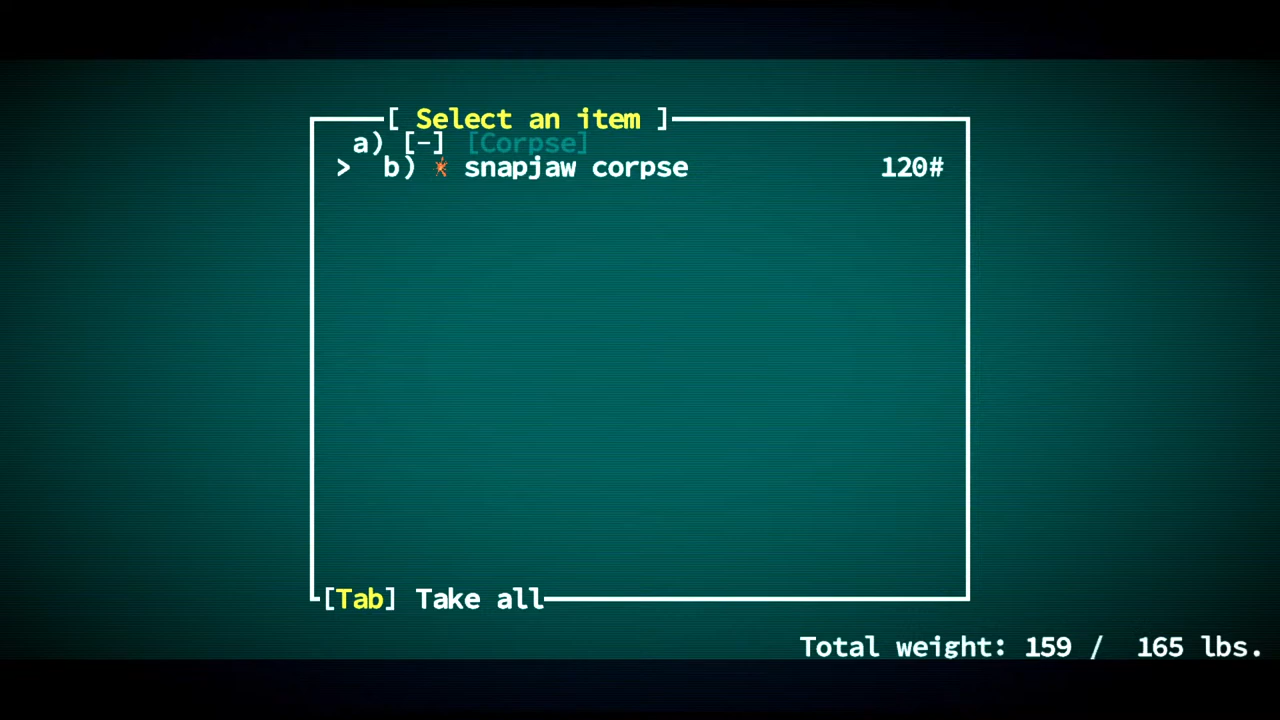 [ Select an item ]
a) [-] [Corpse]
> b) snapjaw corpse 120#
[Tab] Take all
Total weight: 159 / 165 lbs.